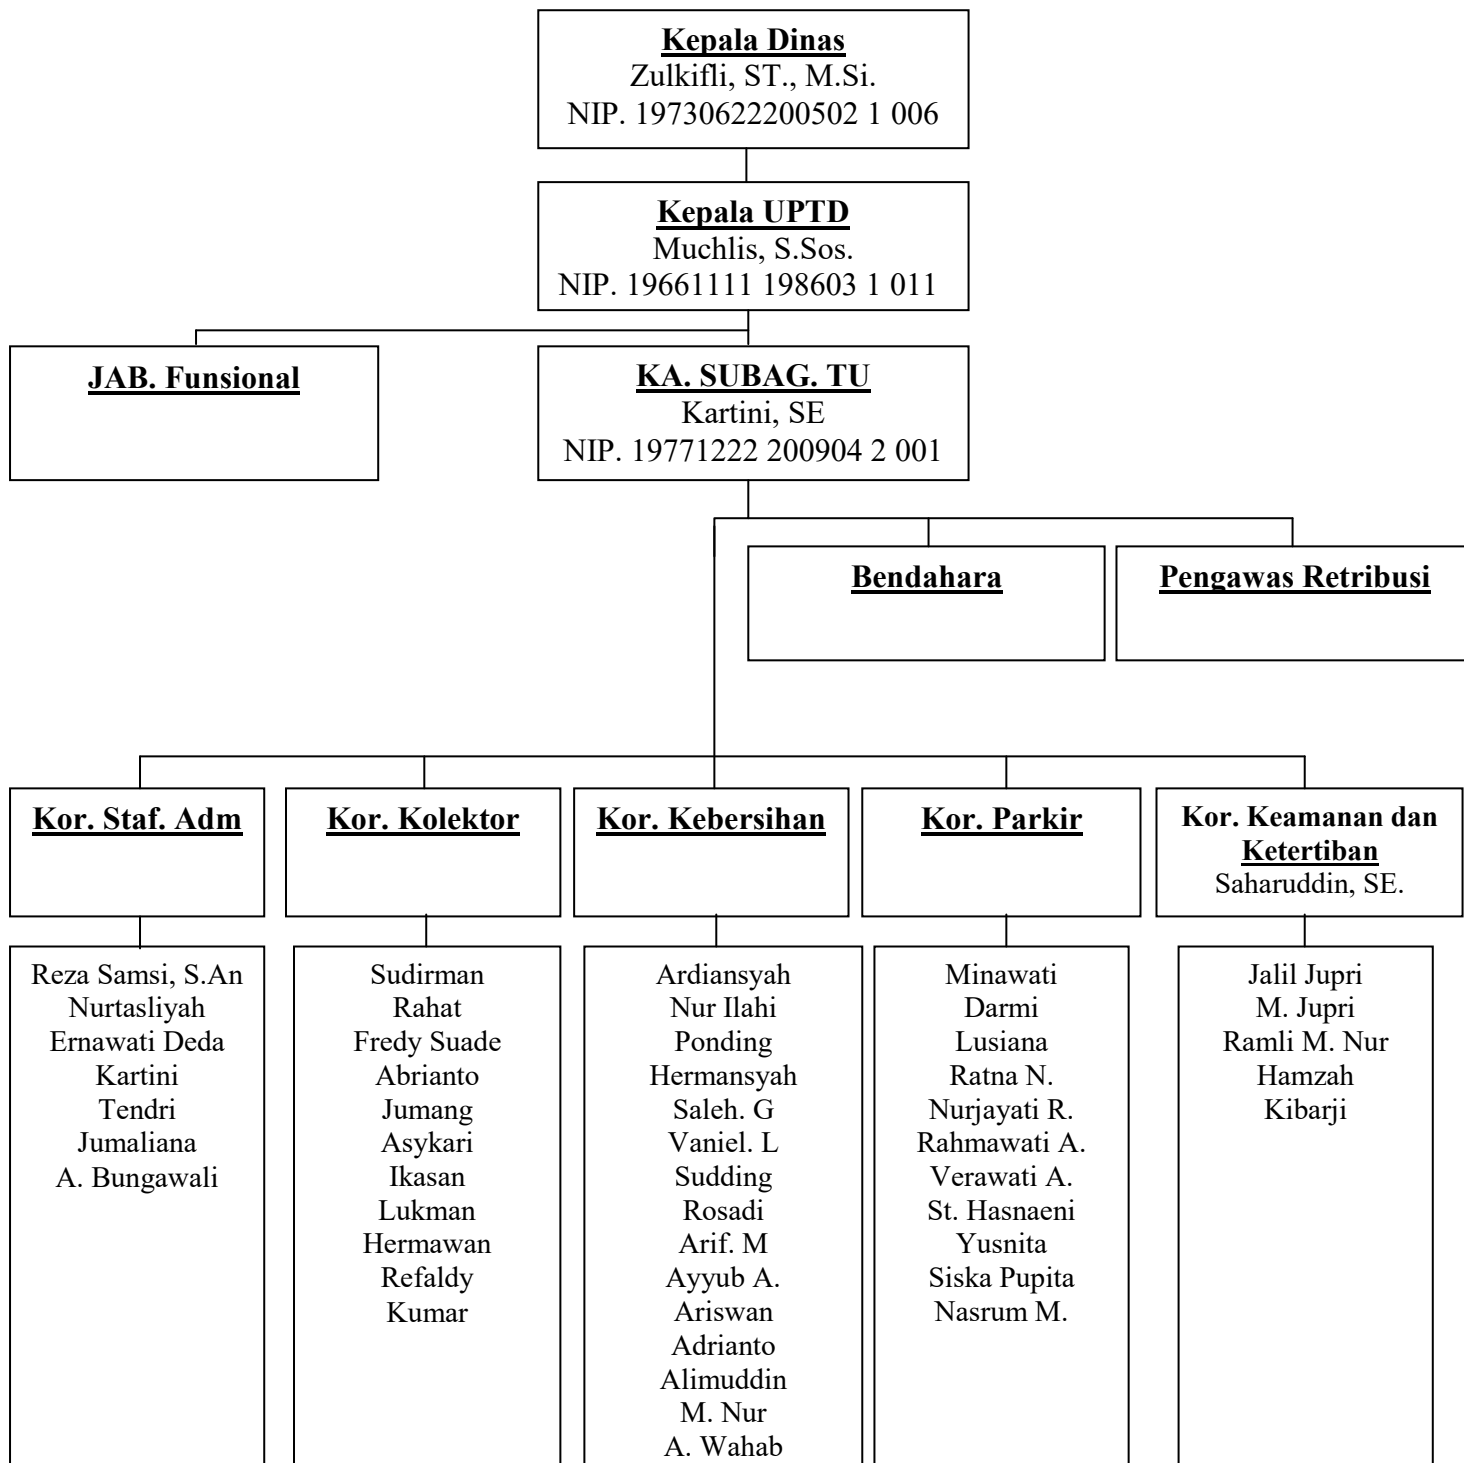 Kepala Dinas
Zulkifli, ST., M.Si.
NIP. 19730622200502 1 006
Kepala UPTD
Muchlis, S.Sos.
NIP. 19661111 198603 1 011
JAB. Funsional
KA. SUBAG. TU
Kartini, SE
NIP. 19771222 200904 2 001
Bendahara
Pengawas Retribusi
Kor. Staf. Adm
Kor. Kolektor
Kor. Kebersihan
Kor. Parkir
Kor. Keamanan dan
Ketertiban
Saharuddin, SE.
Reza Samsi, S.An
Nurtasliyah
Ernawati Deda
Kartini
Tendri
Jumaliana
A. Bungawali
Sudirman
Rahat
Fredy Suade
Abrianto
Jumang
Asykari
Ikasan
Lukman
Hermawan
Refaldy
Kumar
Ardiansyah
Nur Ilahi
Ponding
Hermansyah
Saleh. G
Vaniel. L
Sudding
Rosadi
Arif. M
Ayyub A.
Ariswan
Adrianto
Alimuddin
M. Nur
A. Wahab
Minawati
Darmi
Lusiana
Ratna N.
Nurjayati R.
Rahmawati A.
Verawati A.
St. Hasnaeni
Yusnita
Siska Pupita
Nasrum M.
Jalil Jupri
M. Jupri
Ramli M. Nur
Hamzah
Kibarji